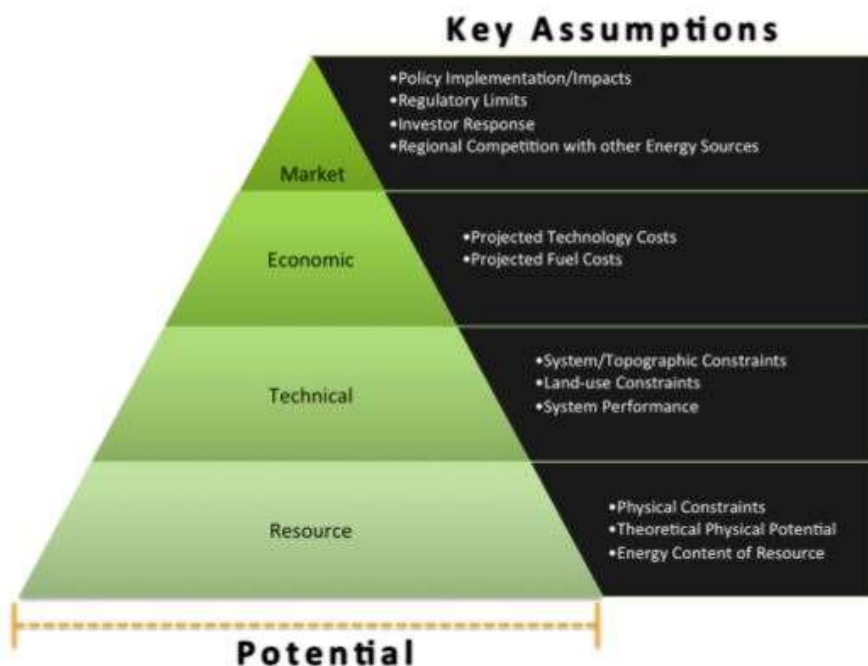 Key Assumptions
•Policy Implementation/Impacts
•Regulatory Limits
•Investor Response
•Regional Competition with other Energy Sources
Market
•Projected Technology Costs
•Projected Fuel Costs
Economic
•System/Topographic Constraints
•Land-use Constraints
•System Performance
Technical
•Physical Constraints
•Theoretical Physical Potential
•Energy Content of Resource
Resource
Potential